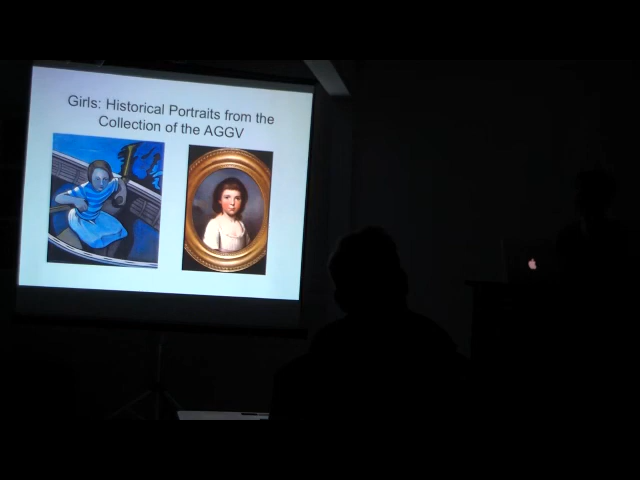 Girls: Historical Portraits from the
Collection of the AGGV